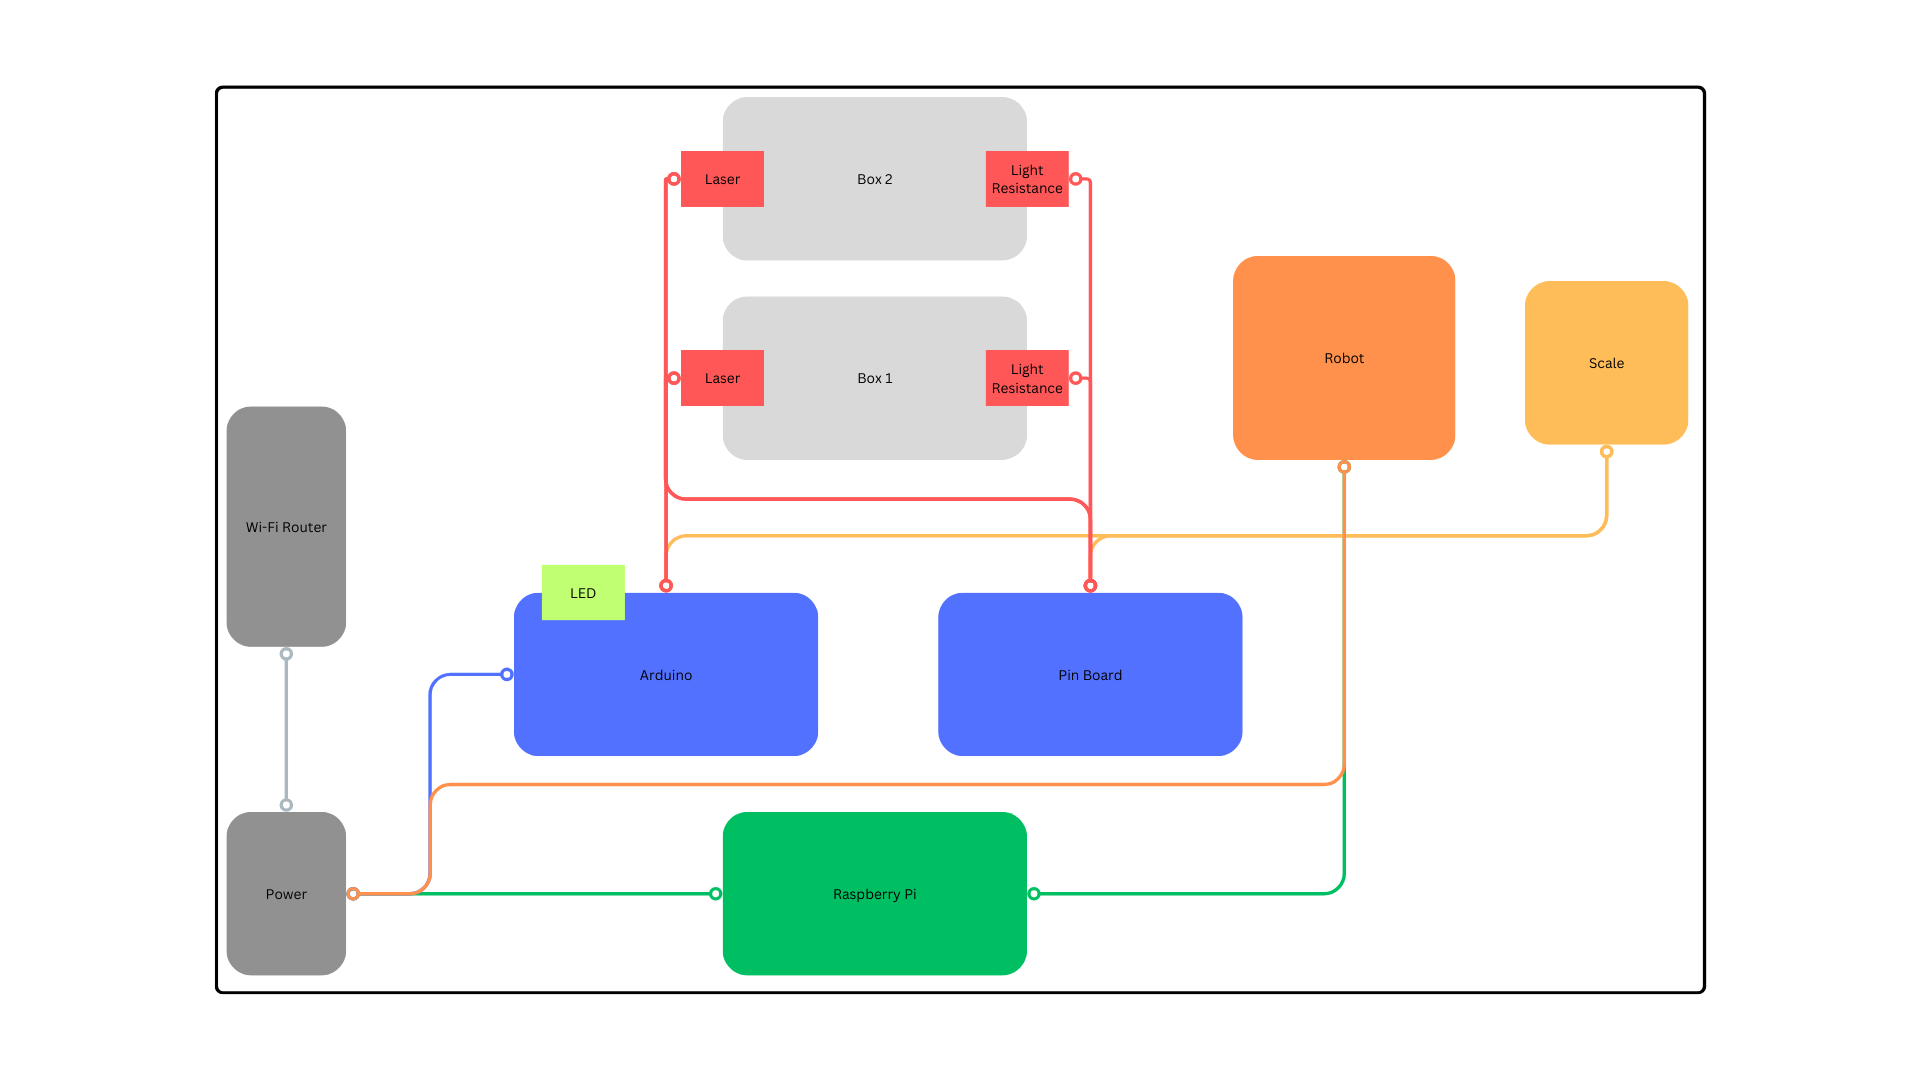 Laser
Box 2
Light
Resistance
Laser
Box 1
Light
Resistance
Robot
Scale
Wi-Fi Router
LED
Arduino
Pin Board
Power
Raspberry Pi